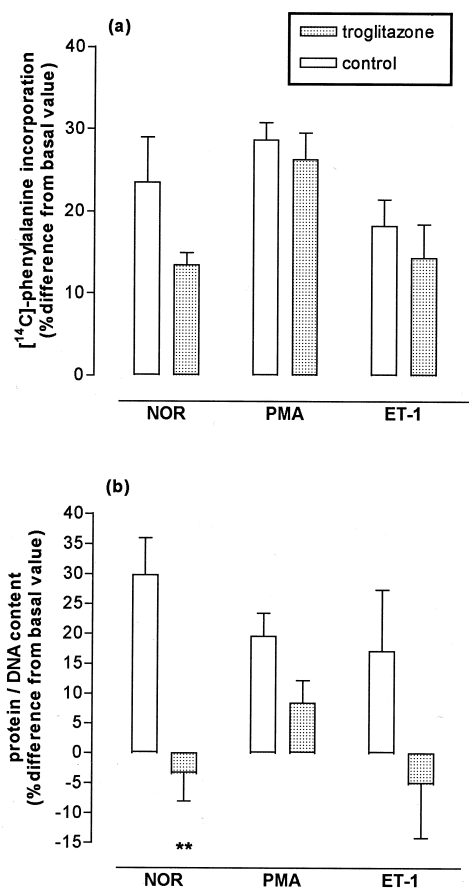 (a)
troglitazone
control
[14C]-phenylalanine incorporation
(%difference from basal value)
40
30
20
10
0
NOR PMA ET-1
(b)
protein / DNA content
(%difference from basal value)
40
35
30
25
20
15
10
5
0
-5
-10
-15
**
NOR PMA ET-1